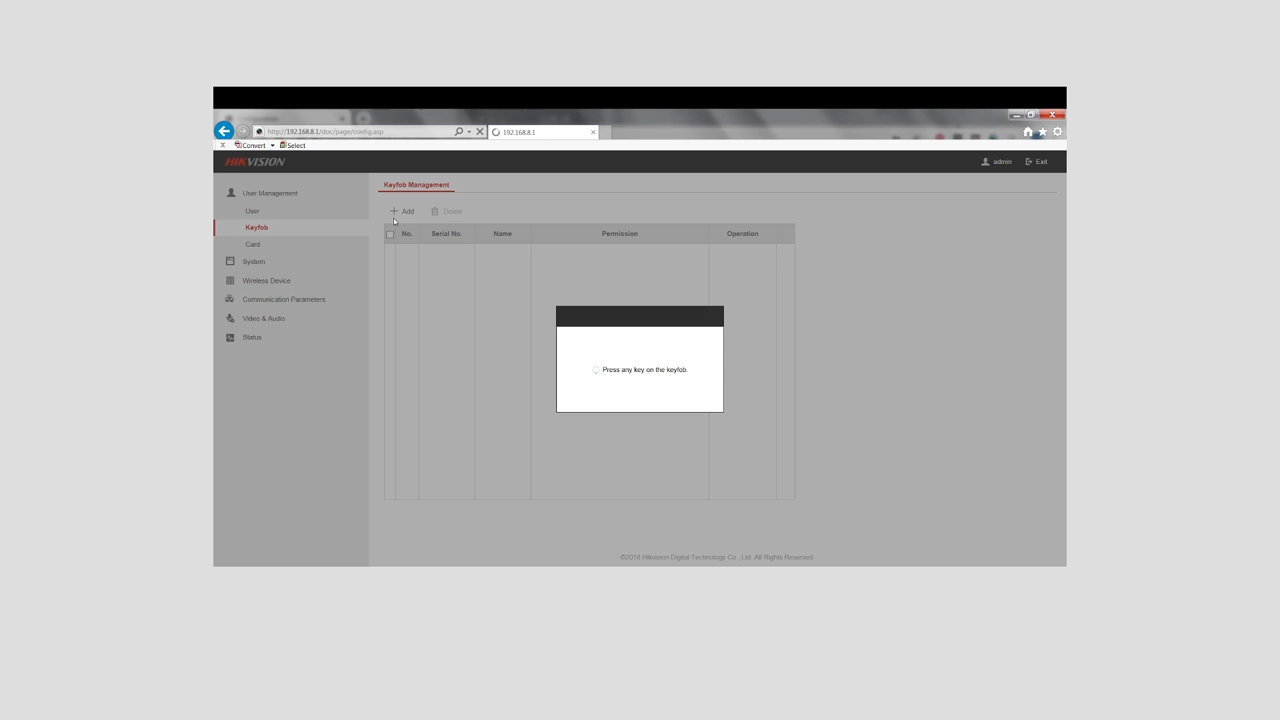 http://192.168.8.1/doc/page/config.asp
192.168.8.1
x Convert Select
HIKVISION
admin Exit
User Management
User
Keyfob
Card
System
Wireless Device
Communication Parameters
Video & Audio
Status
Keyfob Management
Add Delete
No. Serial No. Name Permission Operation
Press any key on the keyfob.
©2016 Hikvision Digital Technology Co., Ltd. All Rights Reserved.